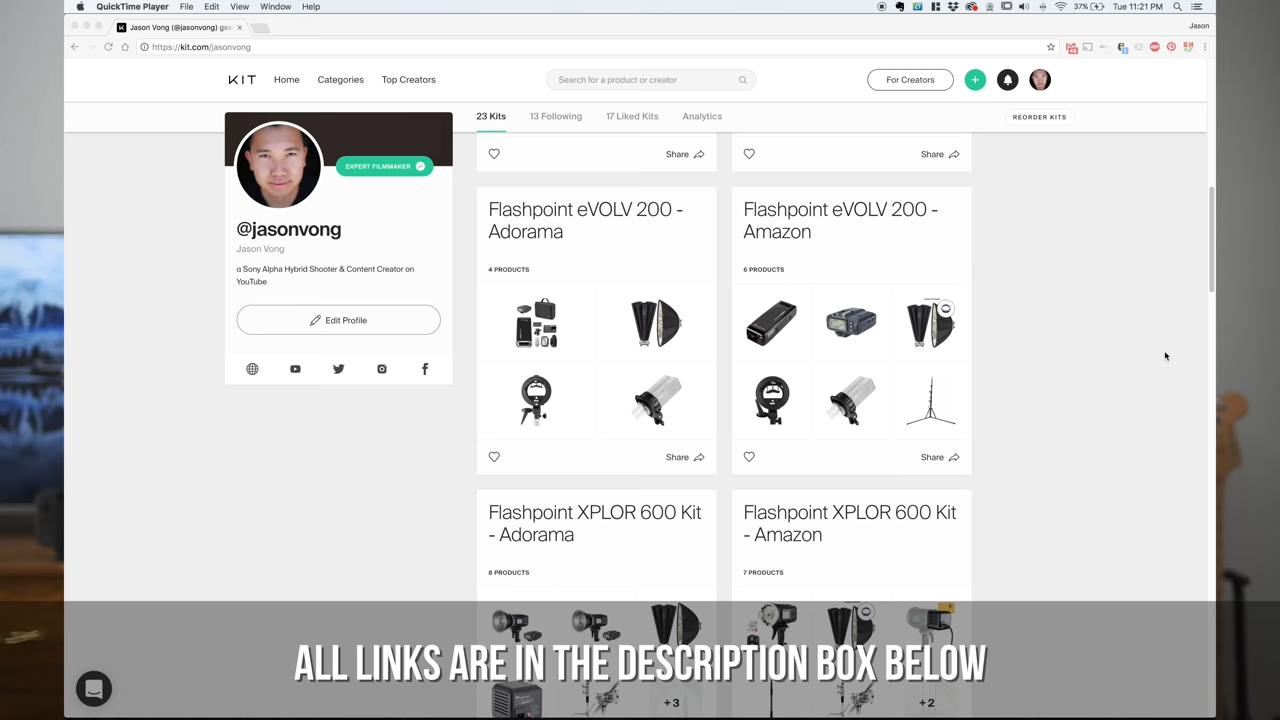 QuickTime Player File Edit View Window Help
37% Tue 11:21 PM
Jason Vong (@jasonvong) gea
Jason
https://kit.com/jasonvong
KIT Home Categories Top Creators
Search for a product or creator
For Creators
23 Kits 13 Following 17 Liked Kits Analytics
REORDER KITS
EXPERT FILMMAKER
@jasonvong
Jason Vong
α Sony Alpha Hybrid Shooter & Content Creator on
YouTube
Edit Profile
Share
Share
Flashpoint eVOLV 200 -
Adorama
4 PRODUCTS
Share
Flashpoint eVOLV 200 -
Amazon
6 PRODUCTS
Share
Flashpoint XPLOR 600 Kit
- Adorama
8 PRODUCTS
+3
Flashpoint XPLOR 600 Kit
- Amazon
7 PRODUCTS
+2
ALL LINKS ARE IN THE DESCRIPTION BOX BELOW